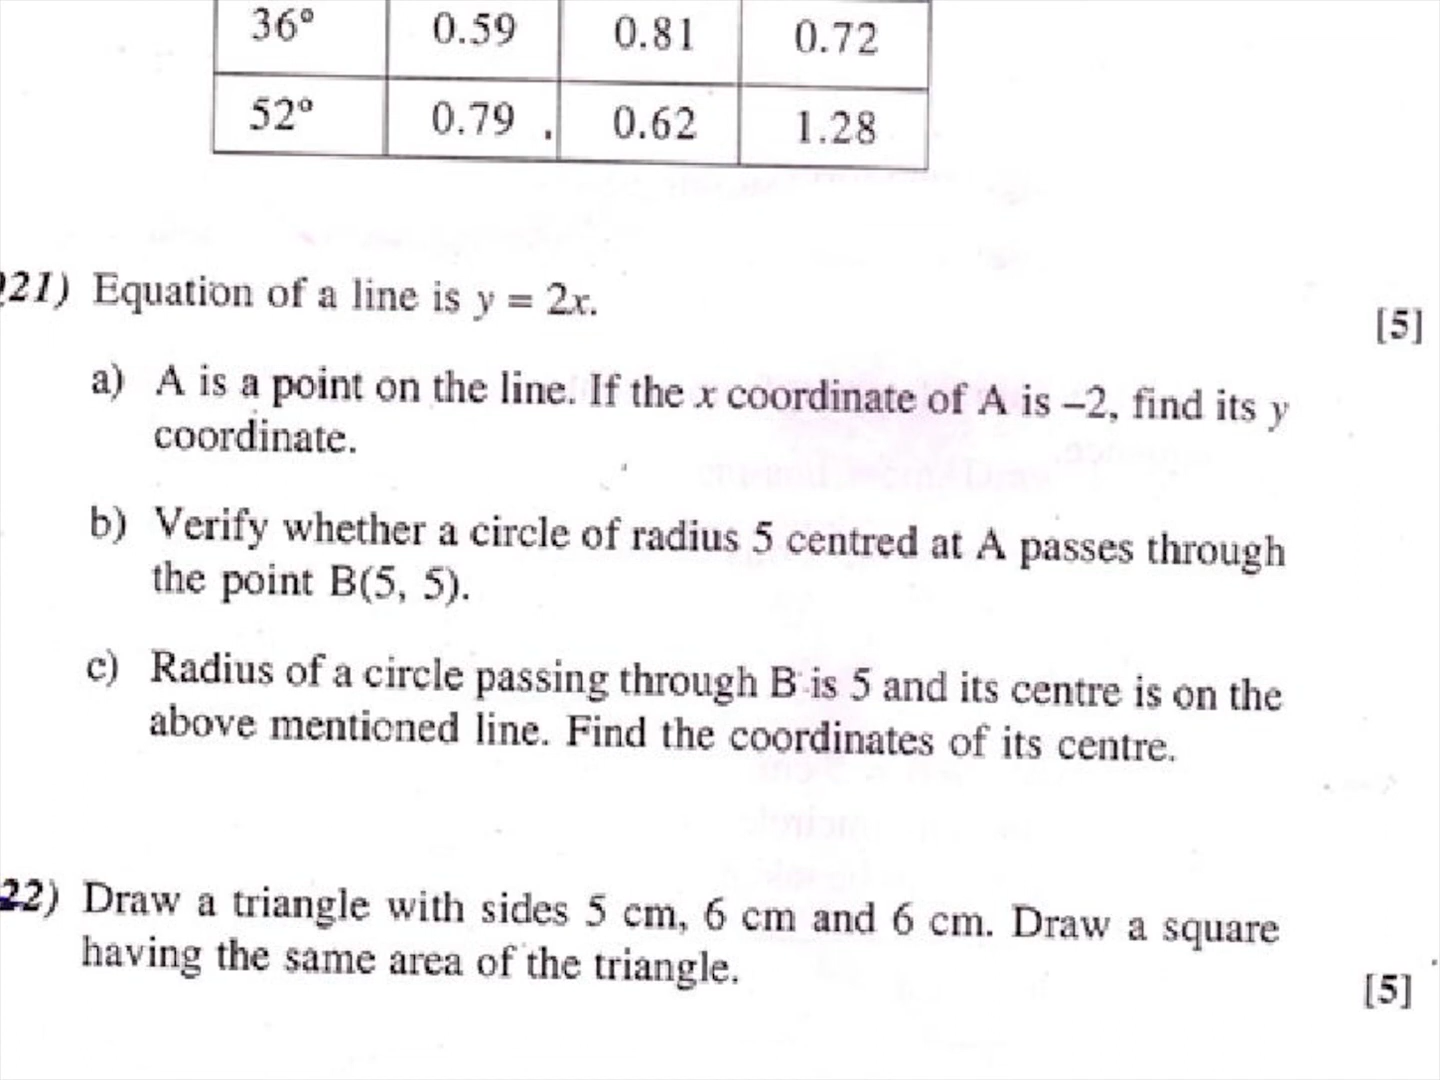 36° 0.59 0.81 0.72
52° 0.79 0.62 1.28
21) Equation of a line is y = 2x.
[5]
a) A is a point on the line. If the x coordinate of A is –2, find its y
coordinate.
b) Verify whether a circle of radius 5 centred at A passes through
the point B(5, 5).
c) Radius of a circle passing through B is 5 and its centre is on the
above mentioned line. Find the coordinates of its centre.
22) Draw a triangle with sides 5 cm, 6 cm and 6 cm. Draw a square
having the same area of the triangle.
[5]